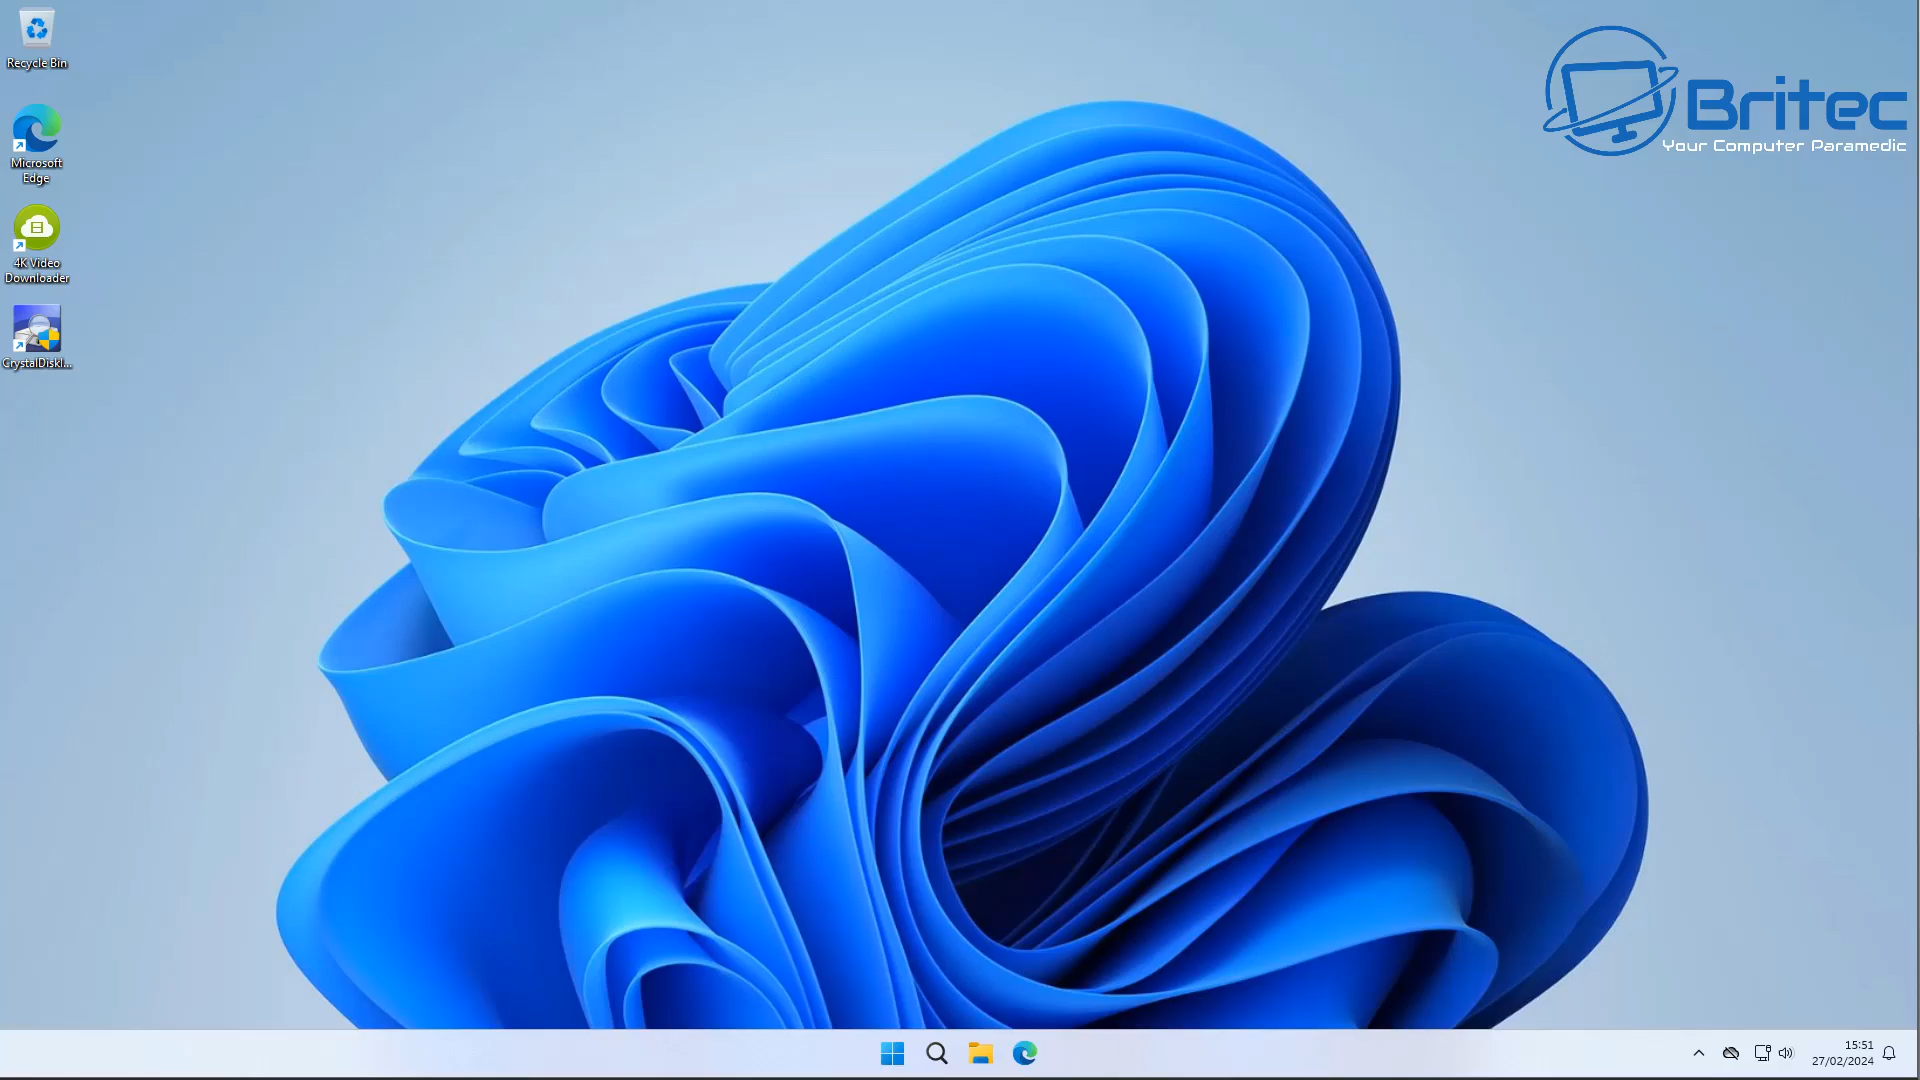 Recycle Bin
Microsoft
Edge
4K Video
Downloader
CrystalDiskI...
Britec
Your Computer Paramedic
15:51
27/02/2024